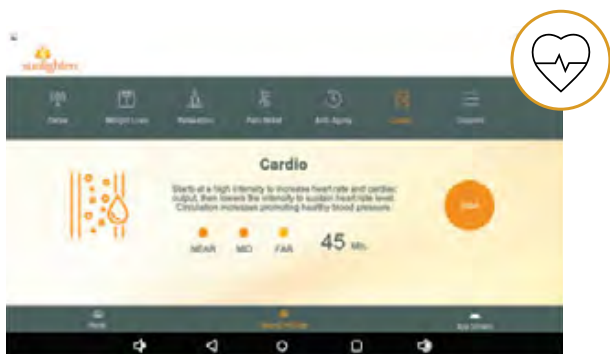 sunlighten
Detox Weight Loss Relaxation Pain Relief Anti-Aging Cardio
Cardio
Starts at a high intensity to increase heart rate and cardiac
output, then lowers the intensity to sustain heart rate level.
Circulation increases promoting healthy blood pressure.
NEAR MID FAR 45 Min.
Start